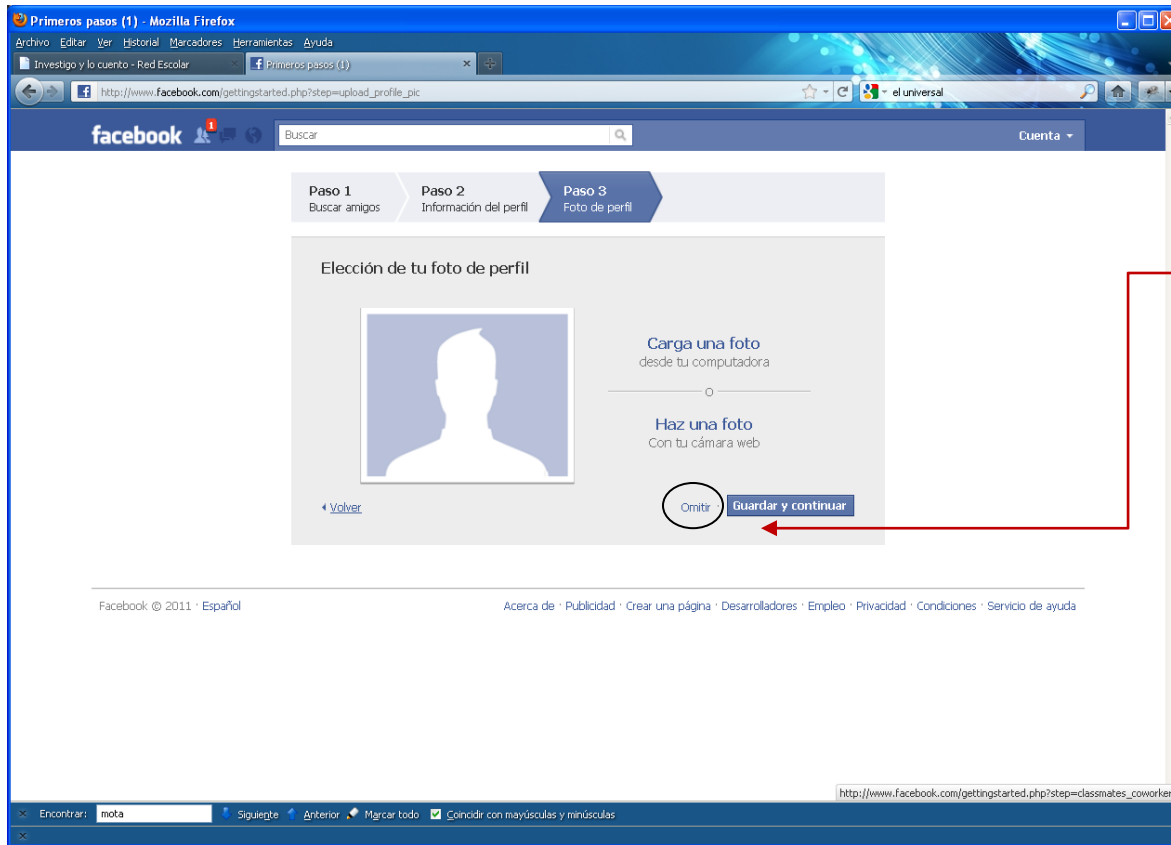 Primeros pasos (1) - Mozilla Firefox
Archivo Editar Ver Historial Marcadores Herramientas Ayuda
Investigo y lo cuento - Red Escolar
Primeros pasos (1)
http://www.facebook.com/gettingstarted.php?step=upload_profile_pic
el universal
facebook
1
Buscar
Cuenta
Paso 1
Buscar amigos
Paso 2
Información del perfil
Paso 3
Foto de perfil
Elección de tu foto de perfil
Carga una foto
desde tu computadora
o
Haz una foto
Con tu cámara web
Volver
Omitir · Guardar y continuar
Facebook © 2011 · Español
Acerca de · Publicidad · Crear una página · Desarrolladores · Empleo · Privacidad · Condiciones · Servicio de ayuda
http://www.facebook.com/gettingstarted.php?step=classmates_coworker
Encontrar: mota Siguiente Anterior Marcar todo Coincidir con mayúsculas y minúsculas